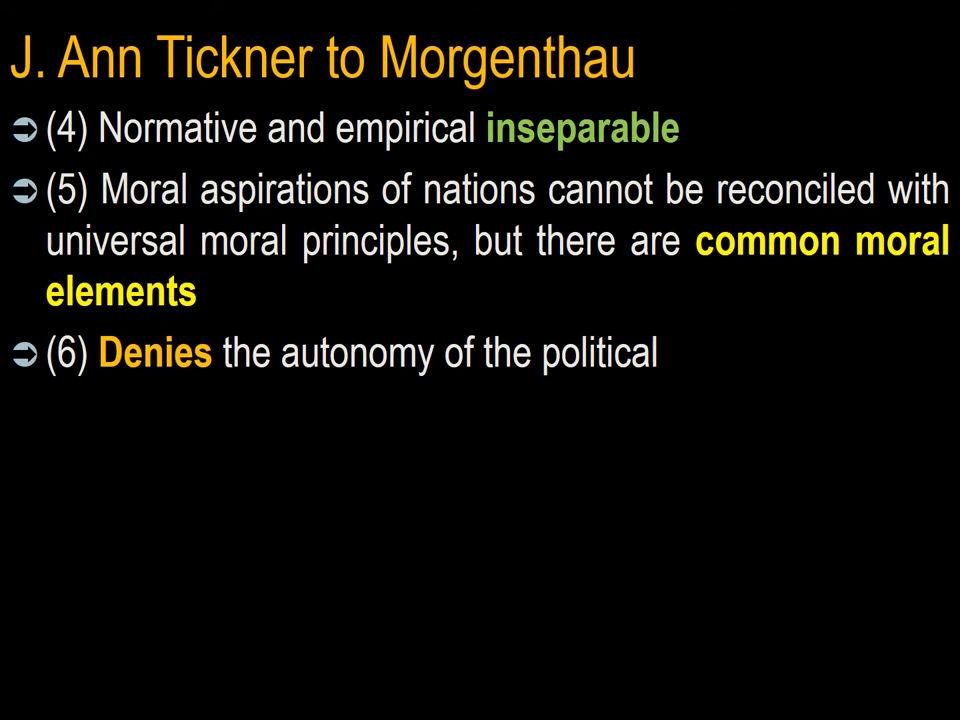 J. Ann Tickner to Morgenthau
(4) Normative and empirical inseparable
(5) Moral aspirations of nations cannot be reconciled with
universal moral principles, but there are common moral
elements
(6) Denies the autonomy of the political